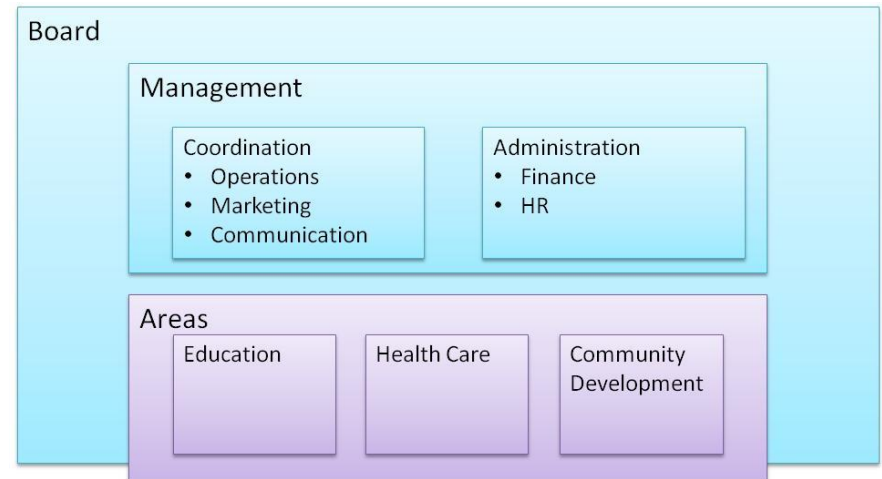 Board
Management
Coordination
• Operations
• Marketing
• Communication
Administration
• Finance
• HR
Areas
Education
Health Care
Community
Development